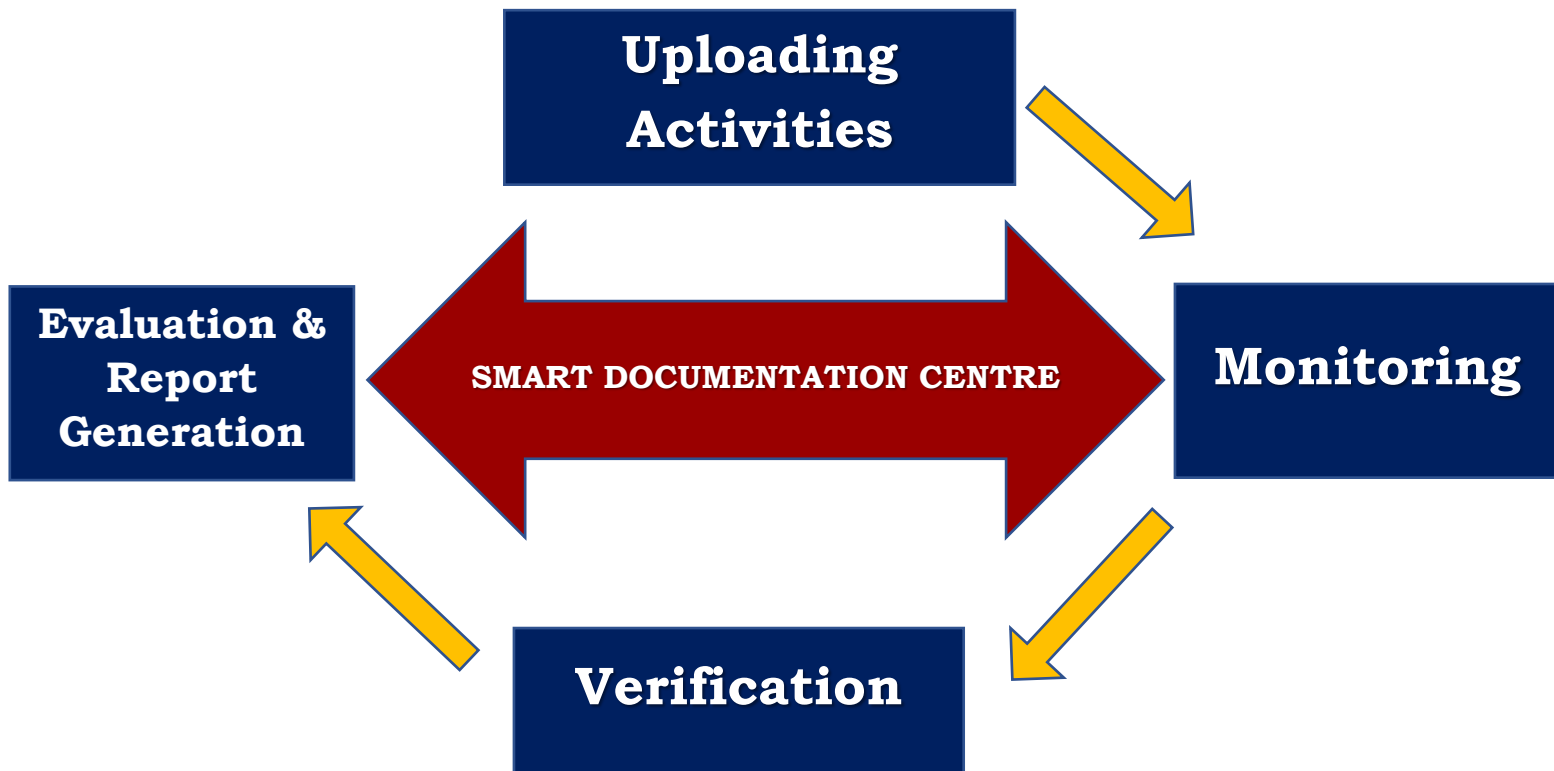 Uploading
Activities
Evaluation &
Report
Generation
SMART DOCUMENTATION CENTRE
Monitoring
Verification